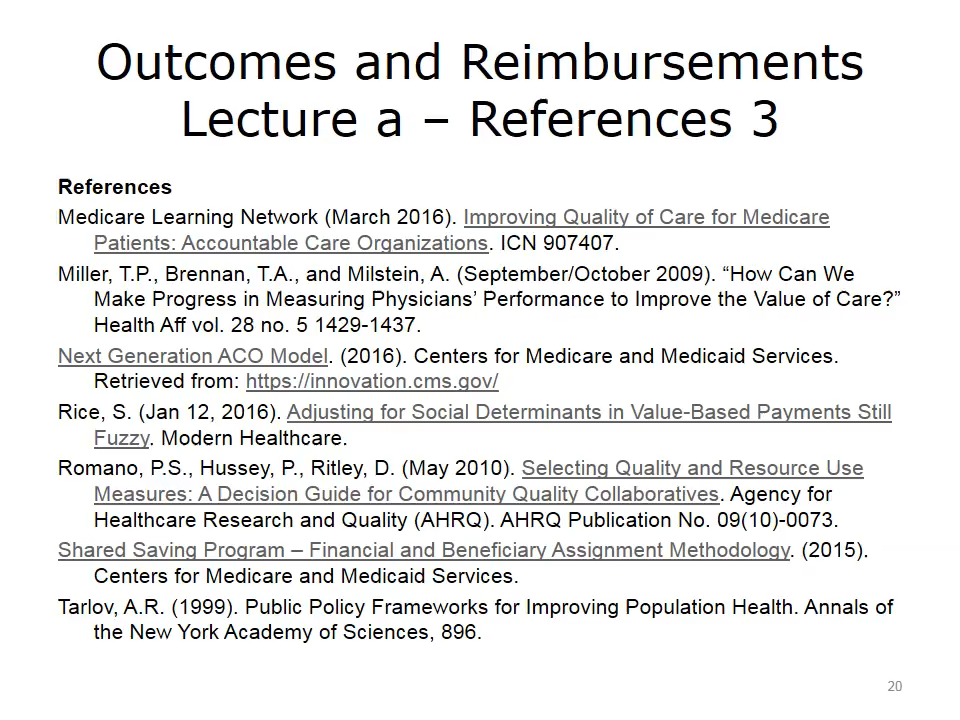 Outcomes and Reimbursements
Lecture a – References 3
References
Medicare Learning Network (March 2016). Improving Quality of Care for Medicare
Patients: Accountable Care Organizations. ICN 907407.
Miller, T.P., Brennan, T.A., and Milstein, A. (September/October 2009). “How Can We
Make Progress in Measuring Physicians’ Performance to Improve the Value of Care?”
Health Aff vol. 28 no. 5 1429-1437.
Next Generation ACO Model. (2016). Centers for Medicare and Medicaid Services.
Retrieved from: https://innovation.cms.gov/
Rice, S. (Jan 12, 2016). Adjusting for Social Determinants in Value-Based Payments Still
Fuzzy. Modern Healthcare.
Romano, P.S., Hussey, P., Ritley, D. (May 2010). Selecting Quality and Resource Use
Measures: A Decision Guide for Community Quality Collaboratives. Agency for
Healthcare Research and Quality (AHRQ). AHRQ Publication No. 09(10)-0073.
Shared Saving Program – Financial and Beneficiary Assignment Methodology. (2015).
Centers for Medicare and Medicaid Services.
Tarlov, A.R. (1999). Public Policy Frameworks for Improving Population Health. Annals of
the New York Academy of Sciences, 896.
20